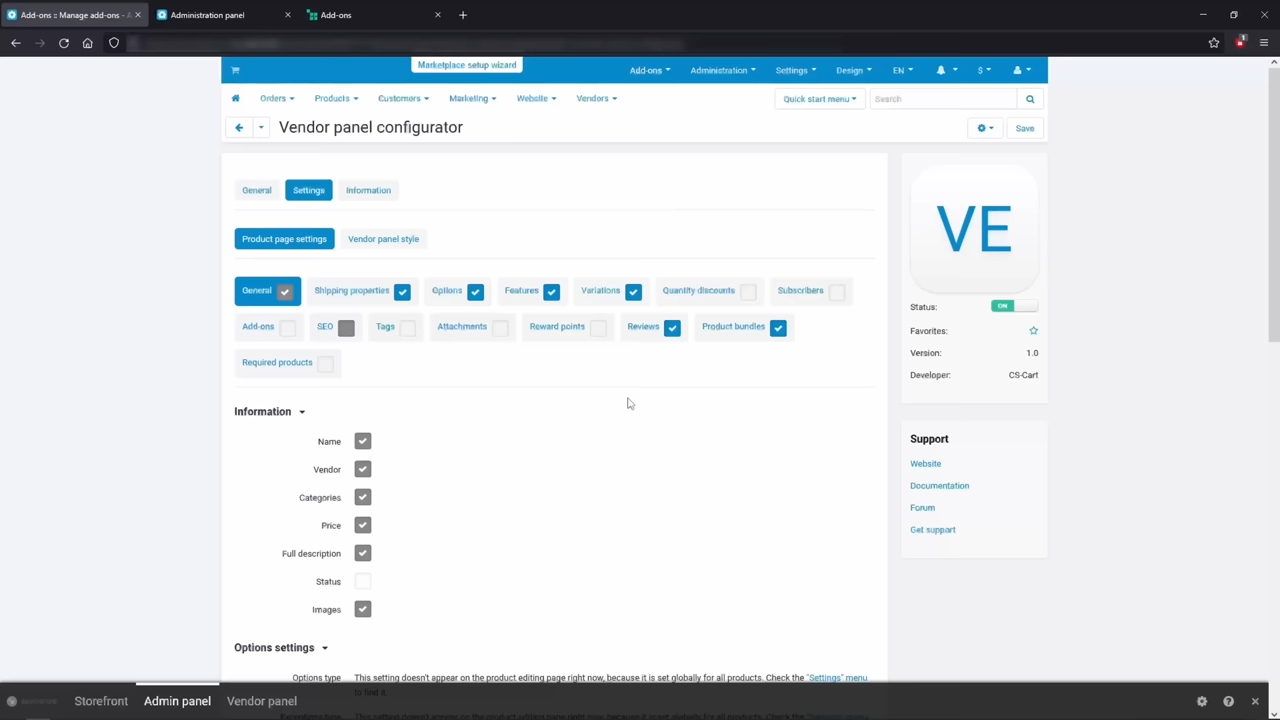 Add-ons :: Manage add-ons - A
Administration panel
Add-ons
1
Marketplace setup wizard
Add-ons
Administration
Settings
Design
EN
$
Orders
Products
Customers
Marketing
Website
Vendors
Quick start menu
Search
Vendor panel configurator
Save
General
Settings
Information
Product page settings
Vendor panel style
General
Shipping properties
Options
Features
Variations
Quantity discounts
Subscribers
Add-ons
SEO
Tags
Attachments
Reward points
Reviews
Product bundles
Required products
VE
Status:
ON
Favorites:
Version:
1.0
Developer:
CS-Cart
Information
Name
Vendor
Categories
Price
Full description
Status
Images
Support
Website
Documentation
Forum
Get support
Options settings
Options type
This setting doesn't appear on the product editing page right now, because it is set globally for all products. Check the "Settings" menu
to find it.
Storefront
Admin panel
Vendor panel